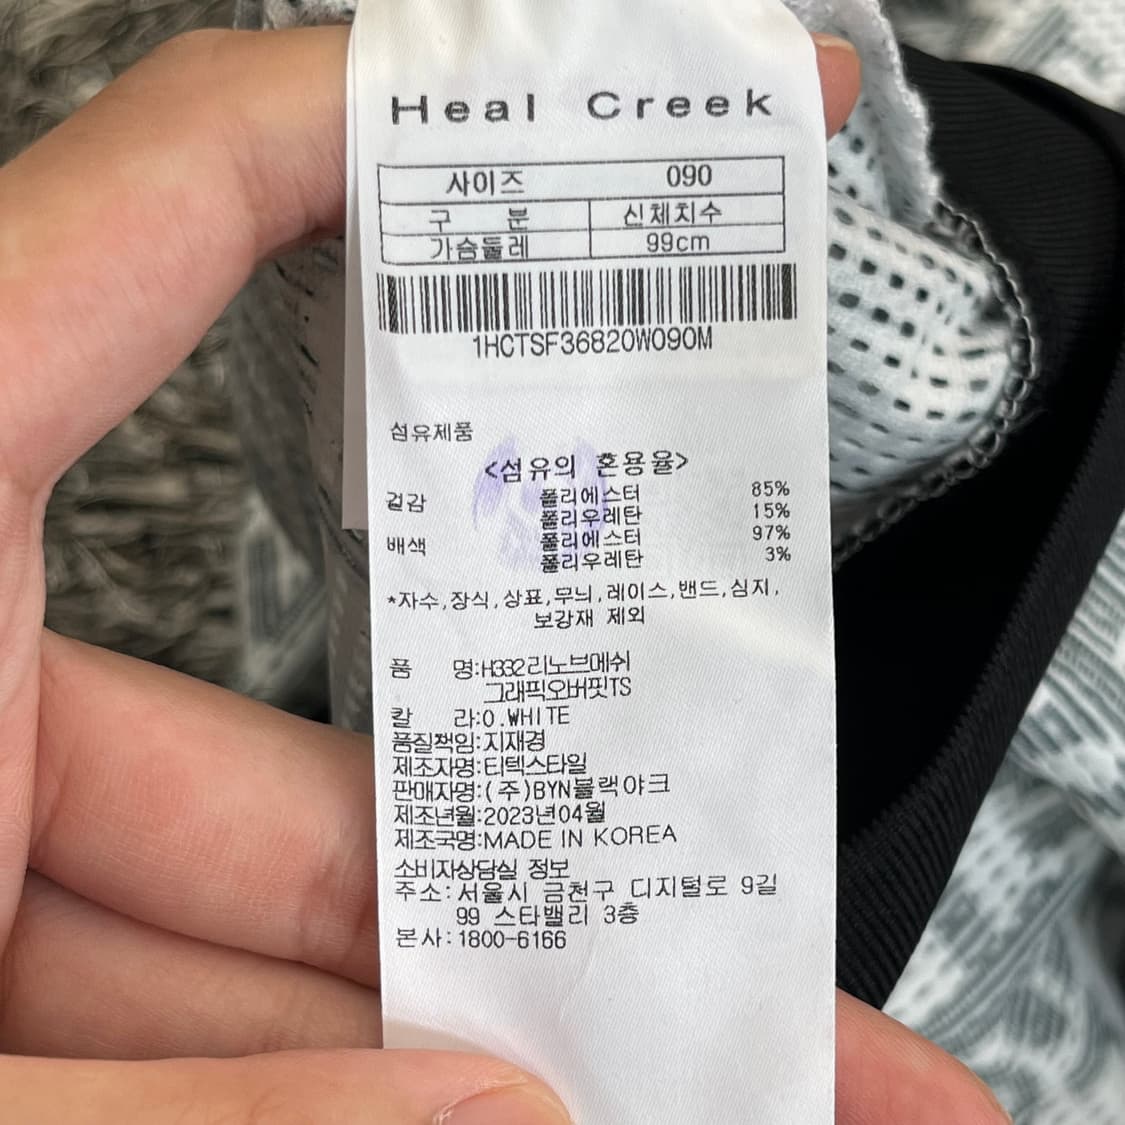 Heal Creek
사이즈 090
구 분 신체치수
가슴둘레 99cm
1HCTSF36820W090M
섬유제품
<섬유의 혼용율>
겉감 폴리에스터 85%
폴리우레탄 15%
배색 폴리에스터 97%
폴리우레탄 3%
*자수,장식,상표,무늬,레이스,밴드,심지,
보강재 제외
품 명:H332리노브메쉬
그래픽오버핏TS
칼 라:O.WHITE
품질책임:지재경
제조자명:티텍스타일
판매자명:(주)BYN블랙야크
제조년월:2023년04월
제조국명:MADE IN KOREA
소비자상담실 정보
주소:서울시 금천구 디지털로 9길
99 스타밸리 3층
본사:1800-6166